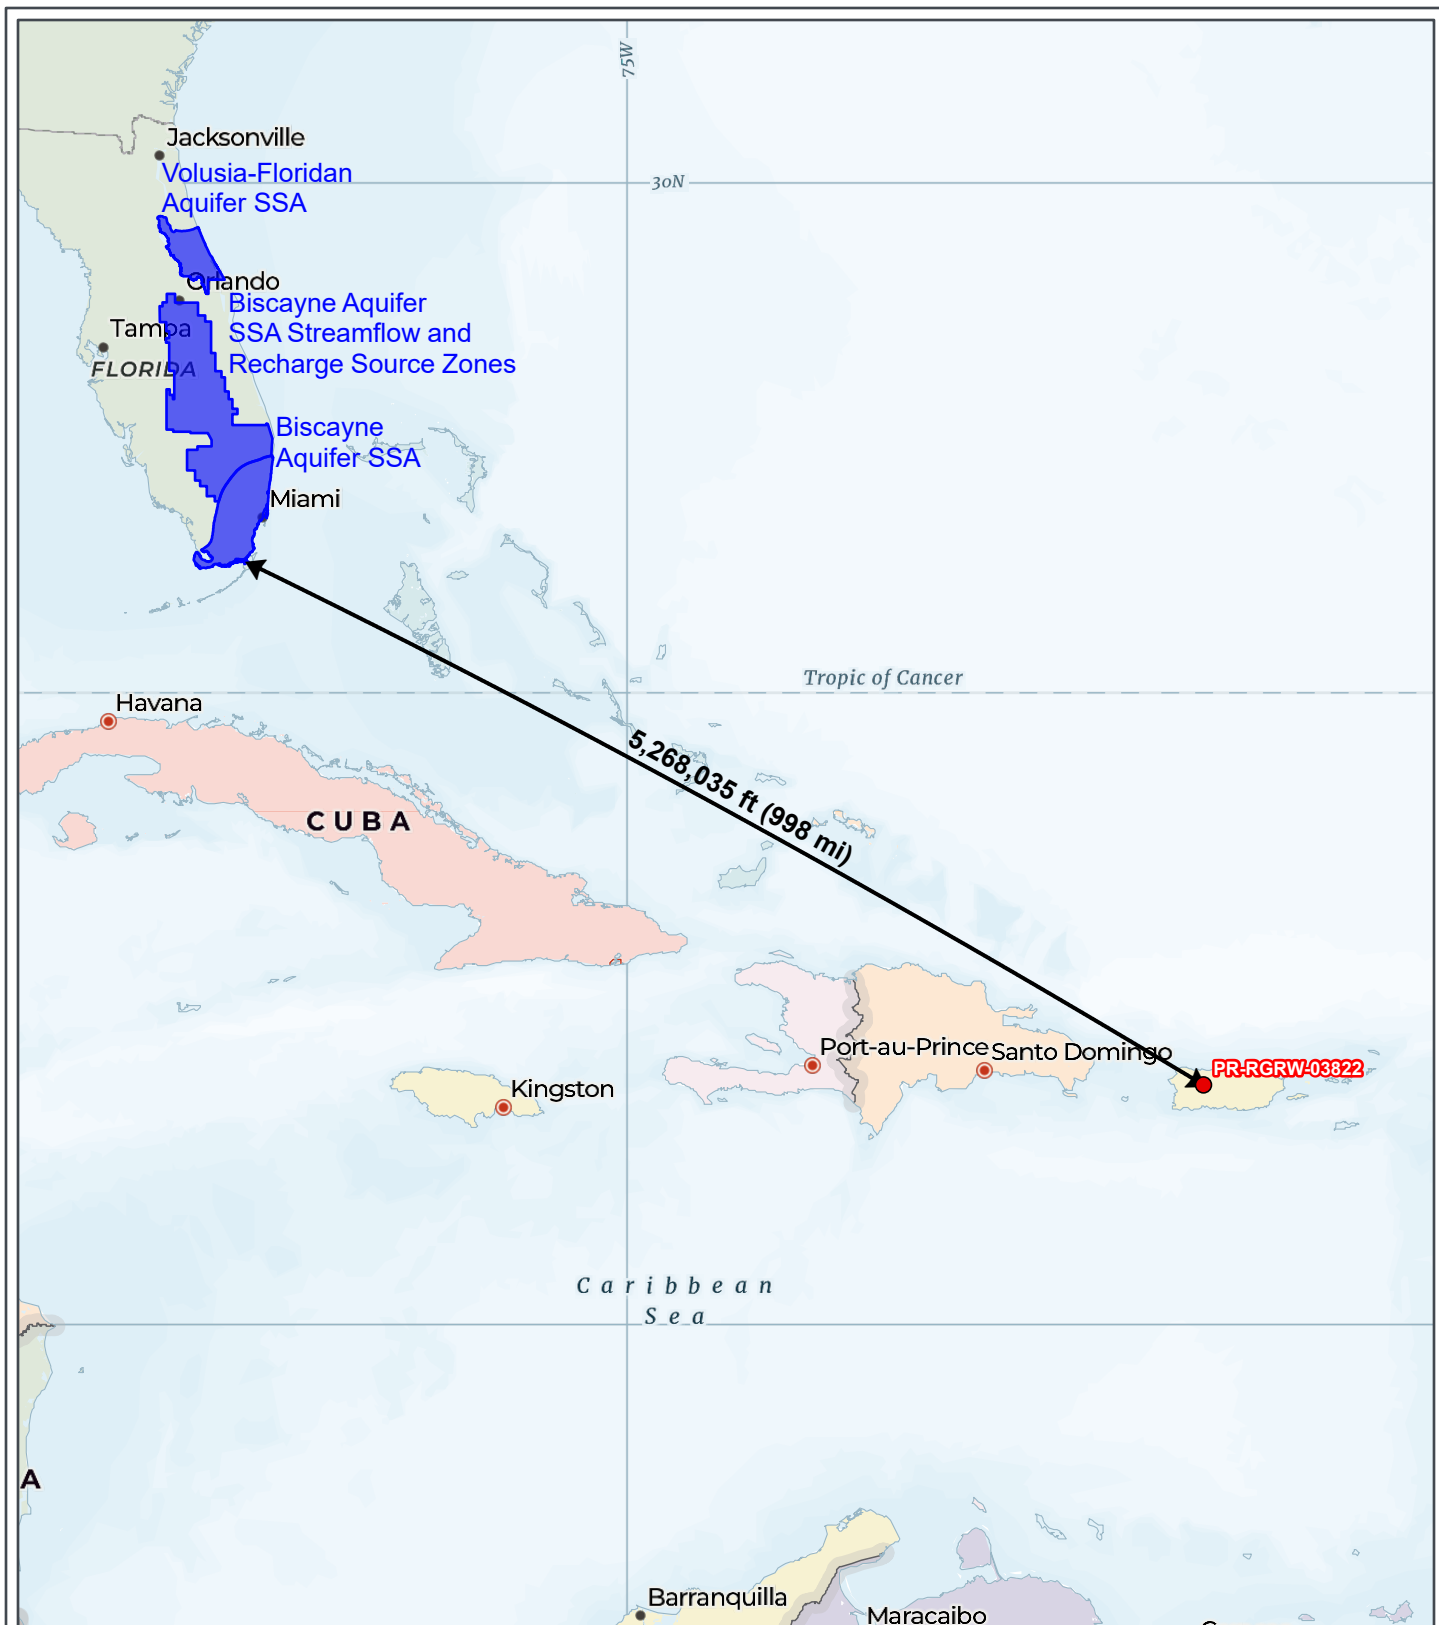 75W
Jacksonville
Volusia-Floridan
Aquifer SSA
30N
Orlando
Biscayne Aquifer
SSA Streamflow and
Recharge Source Zones
Tampa
FLORIDA
Biscayne
Aquifer SSA
Miami
Tropic of Cancer
Havana
5,268,035 ft (998 mi)
CUBA
Port-au-Prince
Santo Domingo
PR-RGRW-03822
Kingston
Caribbean
Sea
A
Barranquilla
Maracaibo